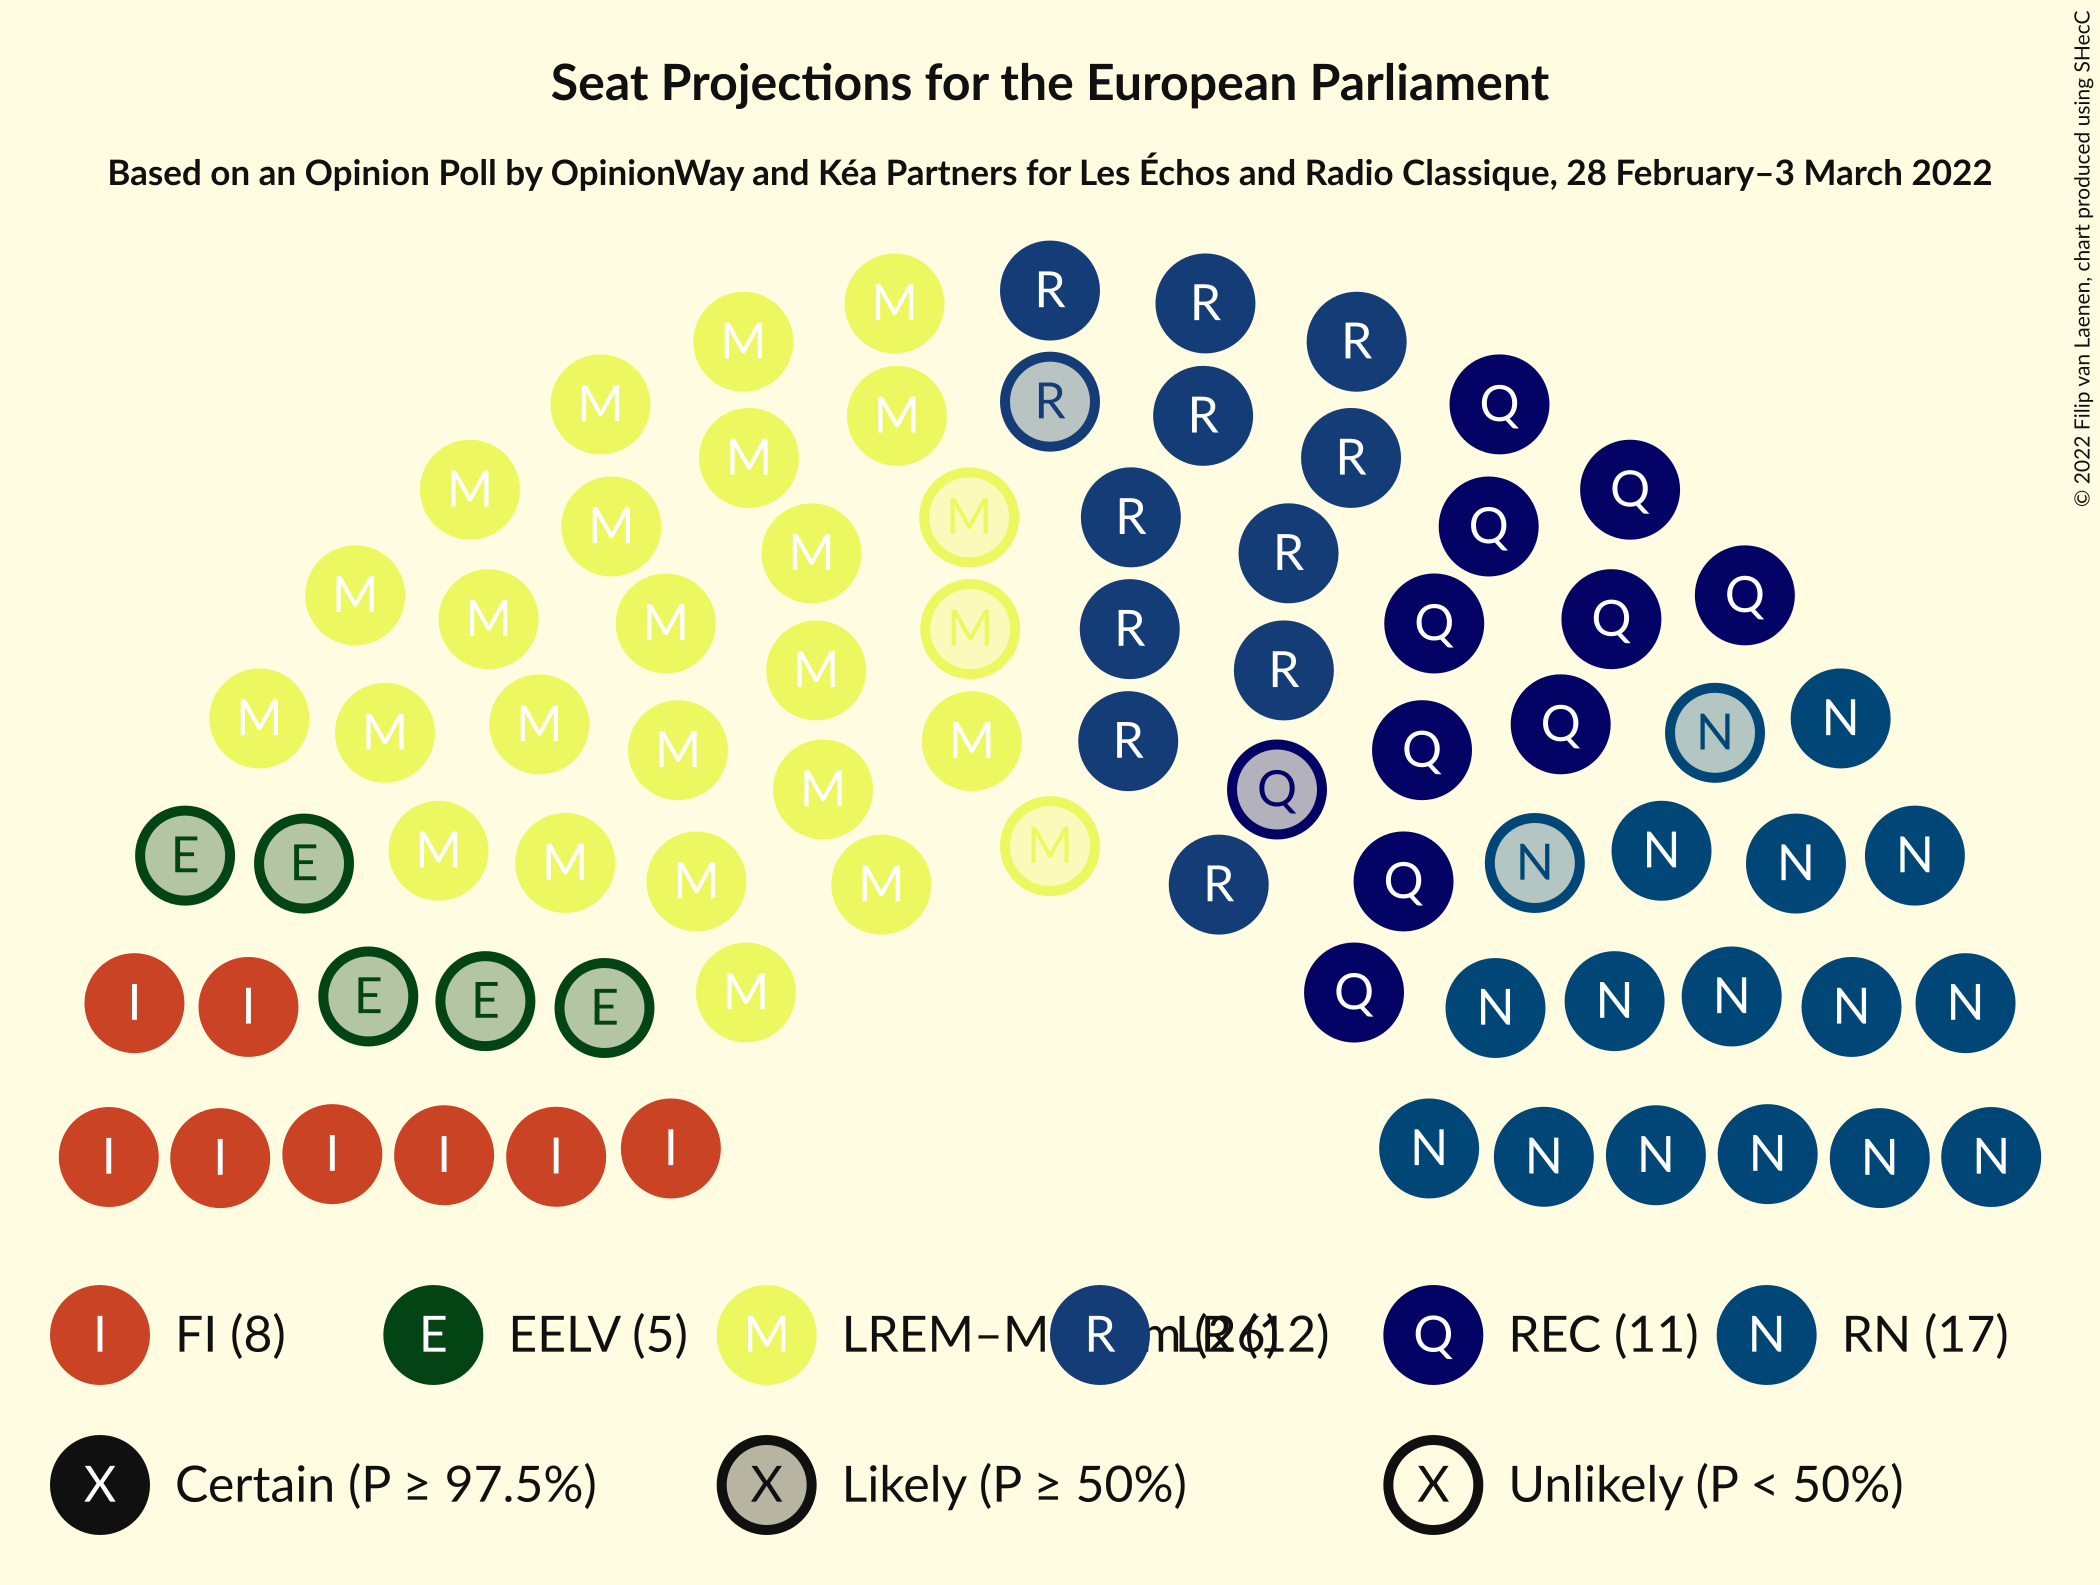 Seat Projections for the European Parliament
Based on an Opinion Poll by OpinionWay and Kéa Partners for Les Échos and Radio Classique, 28 February–3 March 2022
© 2022 Filip van Laenen, chart produced using SHecC
R
M R
M R
M Q
R
M R
M R
M Q
M R
M Q
M R
M Q
M R
M Q
M R
M Q
M R
M N
M N
M Q
M R
M Q
M Q
M N
M
E N
E N
M N
M R
M Q
M Q
I N
I N
E N
E N
E N
I I I I I I N N N N N N
I FI (8) E EELV (5) M LREM–M m (26) R LR (12) Q REC (11) N RN (17)
X Certain (P ≥ 97.5%) X Likely (P ≥ 50%) X Unlikely (P < 50%)